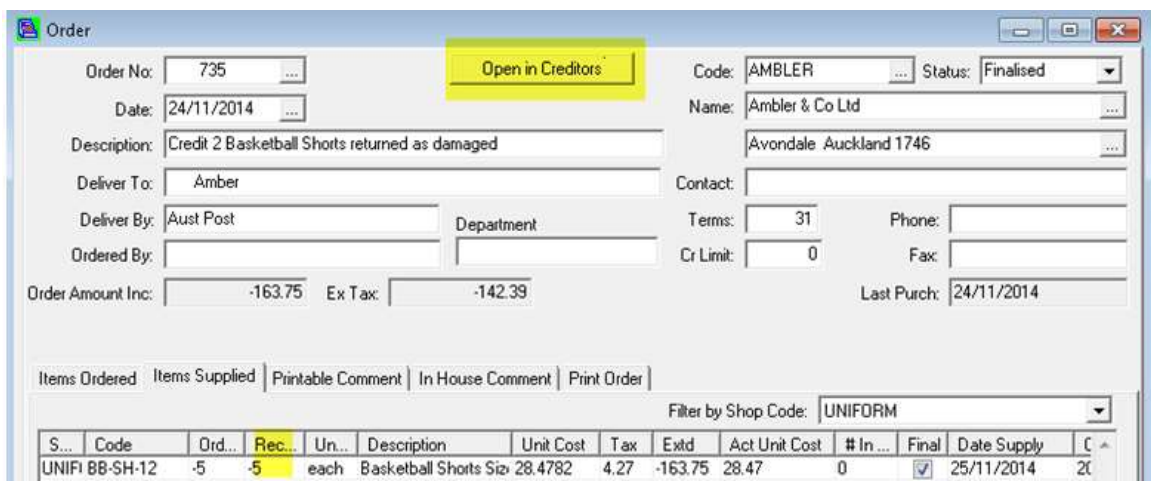 Order
Order No: 735 ... Open in Creditors Code: AMBLER ... Status: Finalised
Date: 24/11/2014 ... Name: Ambler & Co Ltd ...
Description: Credit 2 Basketball Shorts returned as damaged Avondale Auckland 1746 ...
Deliver To: Amber Contact:
Deliver By: Aust Post Department Terms: 31 Phone:
Ordered By: Cr Limit: 0 Fax:
Order Amount Inc: -163.75 Ex Tax: -142.39 Last Purch: 24/11/2014
Items Ordered Items Supplied Printable Comment In House Comment Print Order
Filter by Shop Code: UNIFORM
S... Code Ord... Rec... Un... Description Unit Cost Tax Extd Act Unit Cost # In ... Final Date Supply
UNIFI BB-SH-12 -5 -5 each Basketball Shorts Siz 28.4782 4.27 -163.75 28.47 0 25/11/2014 20